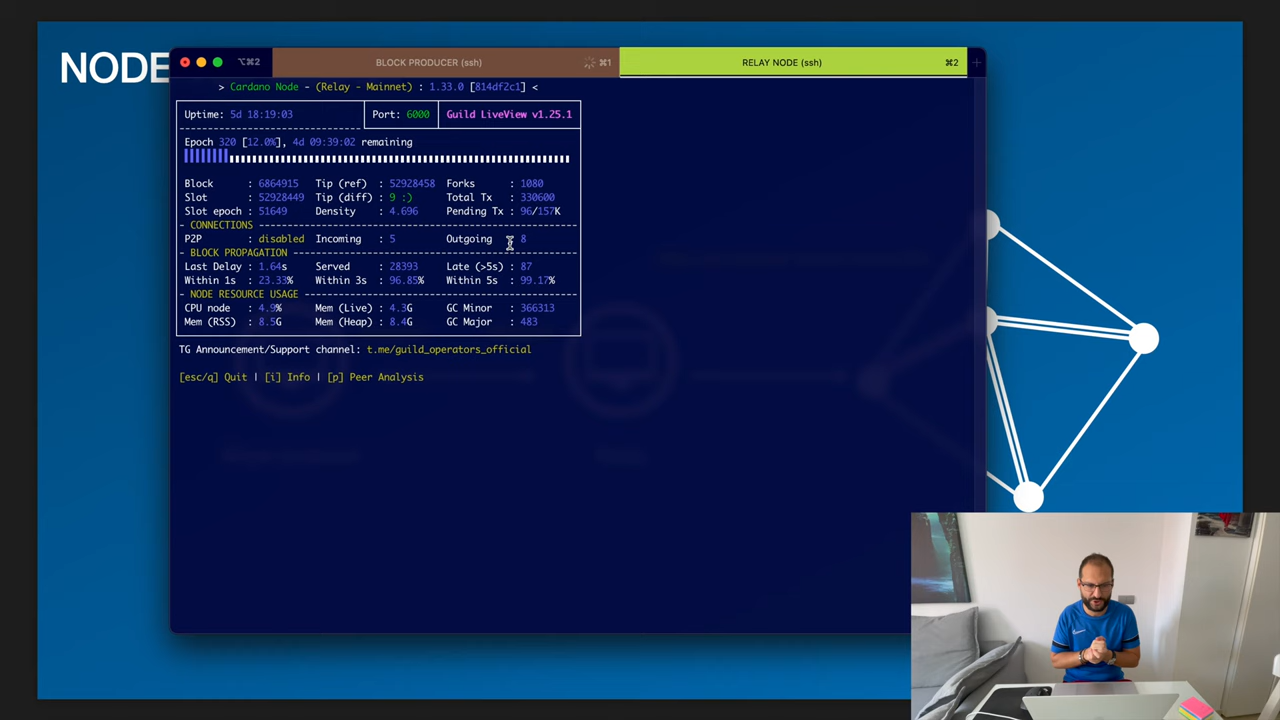 NODE
⌥⌘2
BLOCK PRODUCER (ssh) ⌘1
RELAY NODE (ssh) ⌘2 +
> Cardano Node - (Relay - Mainnet) : 1.33.0 [814df2c1] <
Uptime: 5d 18:19:03 Port: 6000 Guild LiveView v1.25.1
Epoch 320 [12.0%], 4d 09:39:02 remaining
Block : 6864915 Tip (ref) : 52928458 Forks : 1080
Slot : 52928449 Tip (diff) : 9 :) Total Tx : 330600
Slot epoch : 51649 Density : 4.696 Pending Tx : 96/157K
- CONNECTIONS
P2P : disabled Incoming : 5 Outgoing : 8
- BLOCK PROPAGATION
Last Delay : 1.64s Served : 28393 Late (>5s) : 87
Within 1s : 23.33% Within 3s : 96.85% Within 5s : 99.17%
- NODE RESOURCE USAGE
CPU node : 4.9% Mem (Live) : 4.3G GC Minor : 366313
Mem (RSS) : 8.5G Mem (Heap) : 8.4G GC Major : 483
TG Announcement/Support channel: t.me/guild_operators_official
[esc/q] Quit | [i] Info | [p] Peer Analysis